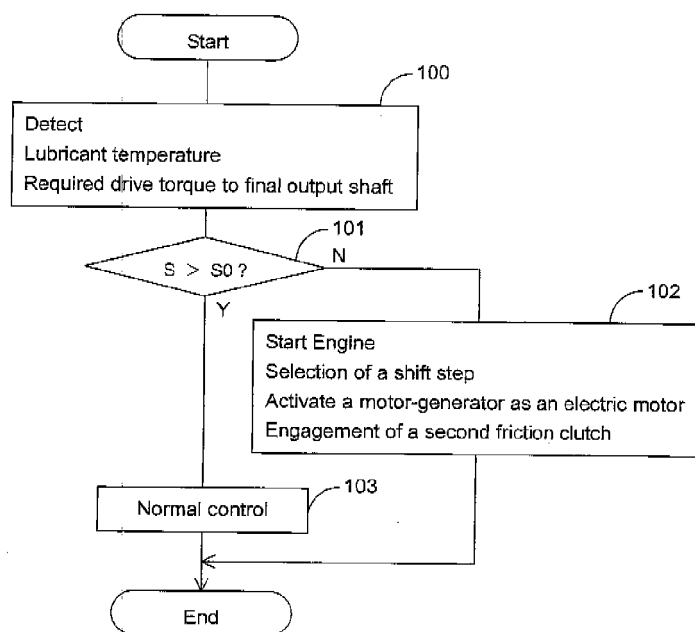 Start
100
Detect
Lubricant temperature
Required drive torque to final output shaft
101
S > S0 ?
N
Y
102
Start Engine
Selection of a shift step
Activate a motor-generator as an electric motor
Engagement of a second friction clutch
103
Normal control
End